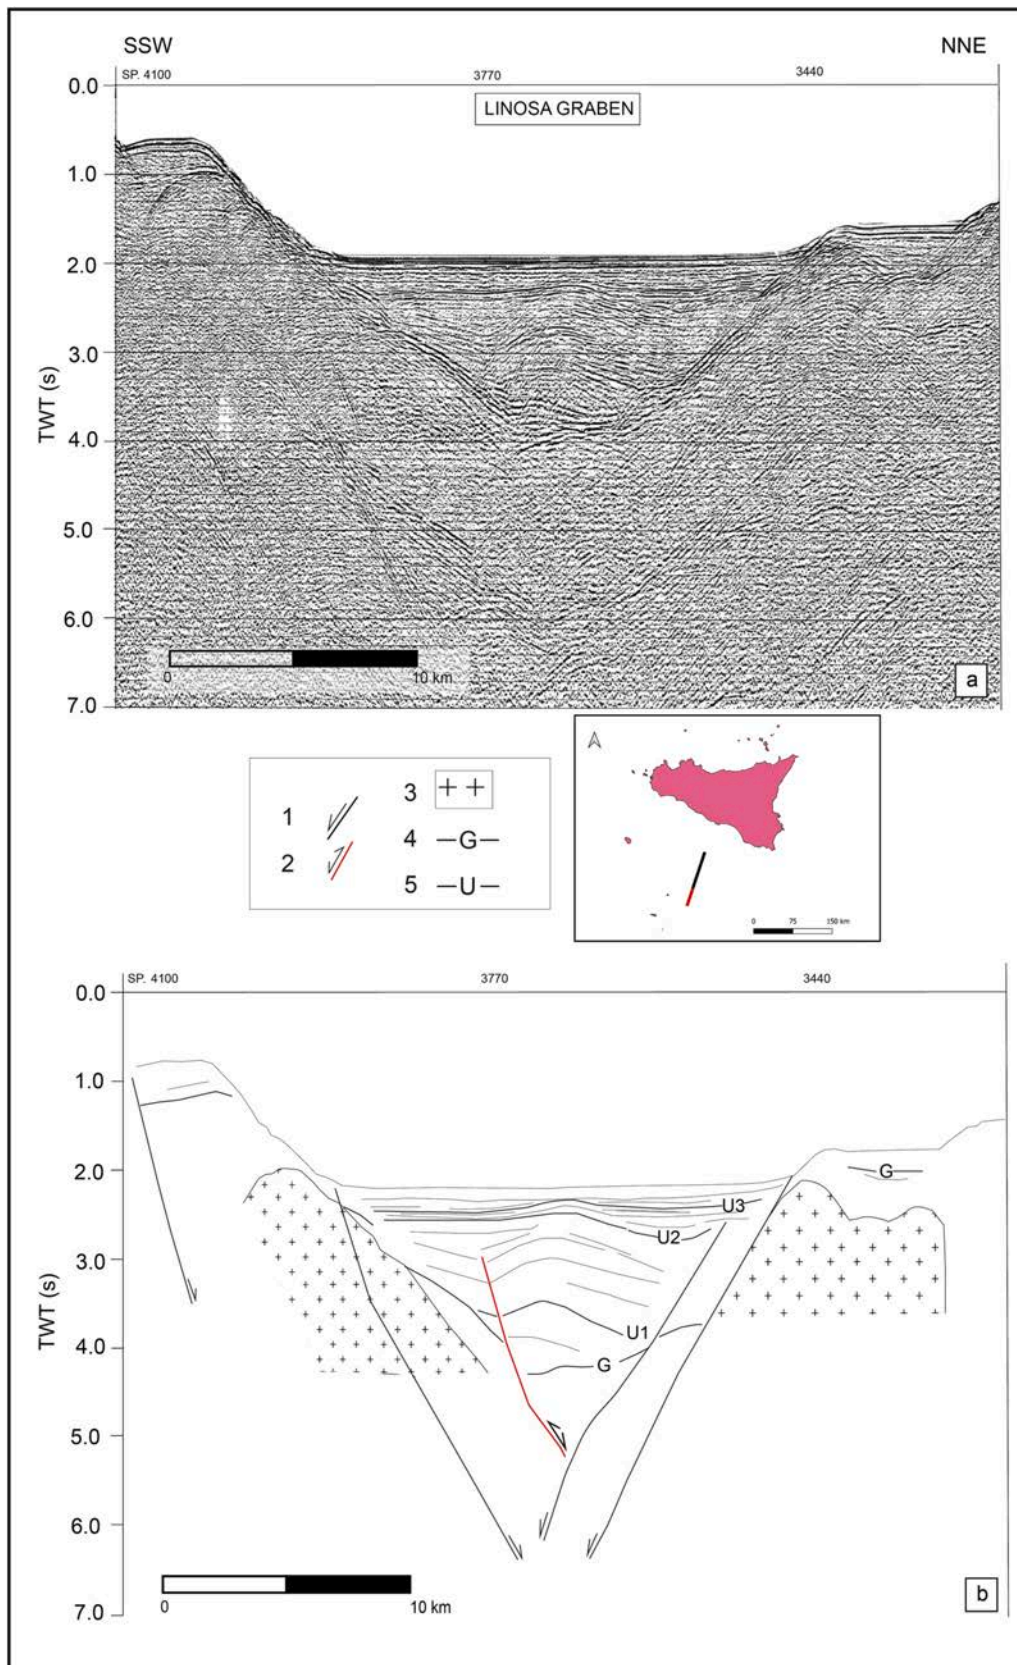 SSW NNE
SP. 4100 3770 3440
LINOSA GRABEN
0.0
1.0
2.0
3.0
4.0
5.0
6.0
7.0
TWT (s)
0 10 km
a
1
2
3 + +
4 —G—
5 —U—
0 75 150 km
SP. 4100 3770 3440
0.0
1.0
2.0
3.0
4.0
5.0
6.0
7.0
TWT (s)
G
U3
U2
U1
G
0 10 km
b